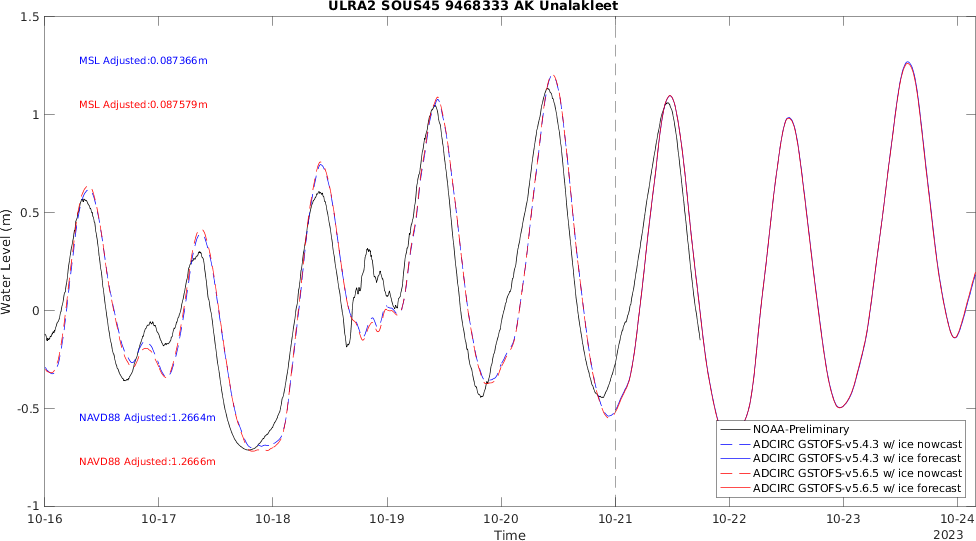 ULRA2 SOUS45 9468333 AK Unalakleet
1.5
1
0.5
0
-0.5
-1
Water Level (m)
MSL Adjusted:0.087366m
MSL Adjusted:0.087579m
NAVD88 Adjusted:1.2664m
NAVD88 Adjusted:1.2666m
NOAA-Preliminary
ADCIRC GSTOFS-v5.4.3 w/ ice nowcast
ADCIRC GSTOFS-v5.4.3 w/ ice forecast
ADCIRC GSTOFS-v5.6.5 w/ ice nowcast
ADCIRC GSTOFS-v5.6.5 w/ ice forecast
10-16 10-17 10-18 10-19 10-20 10-21 10-22 10-23 10-24
Time
2023